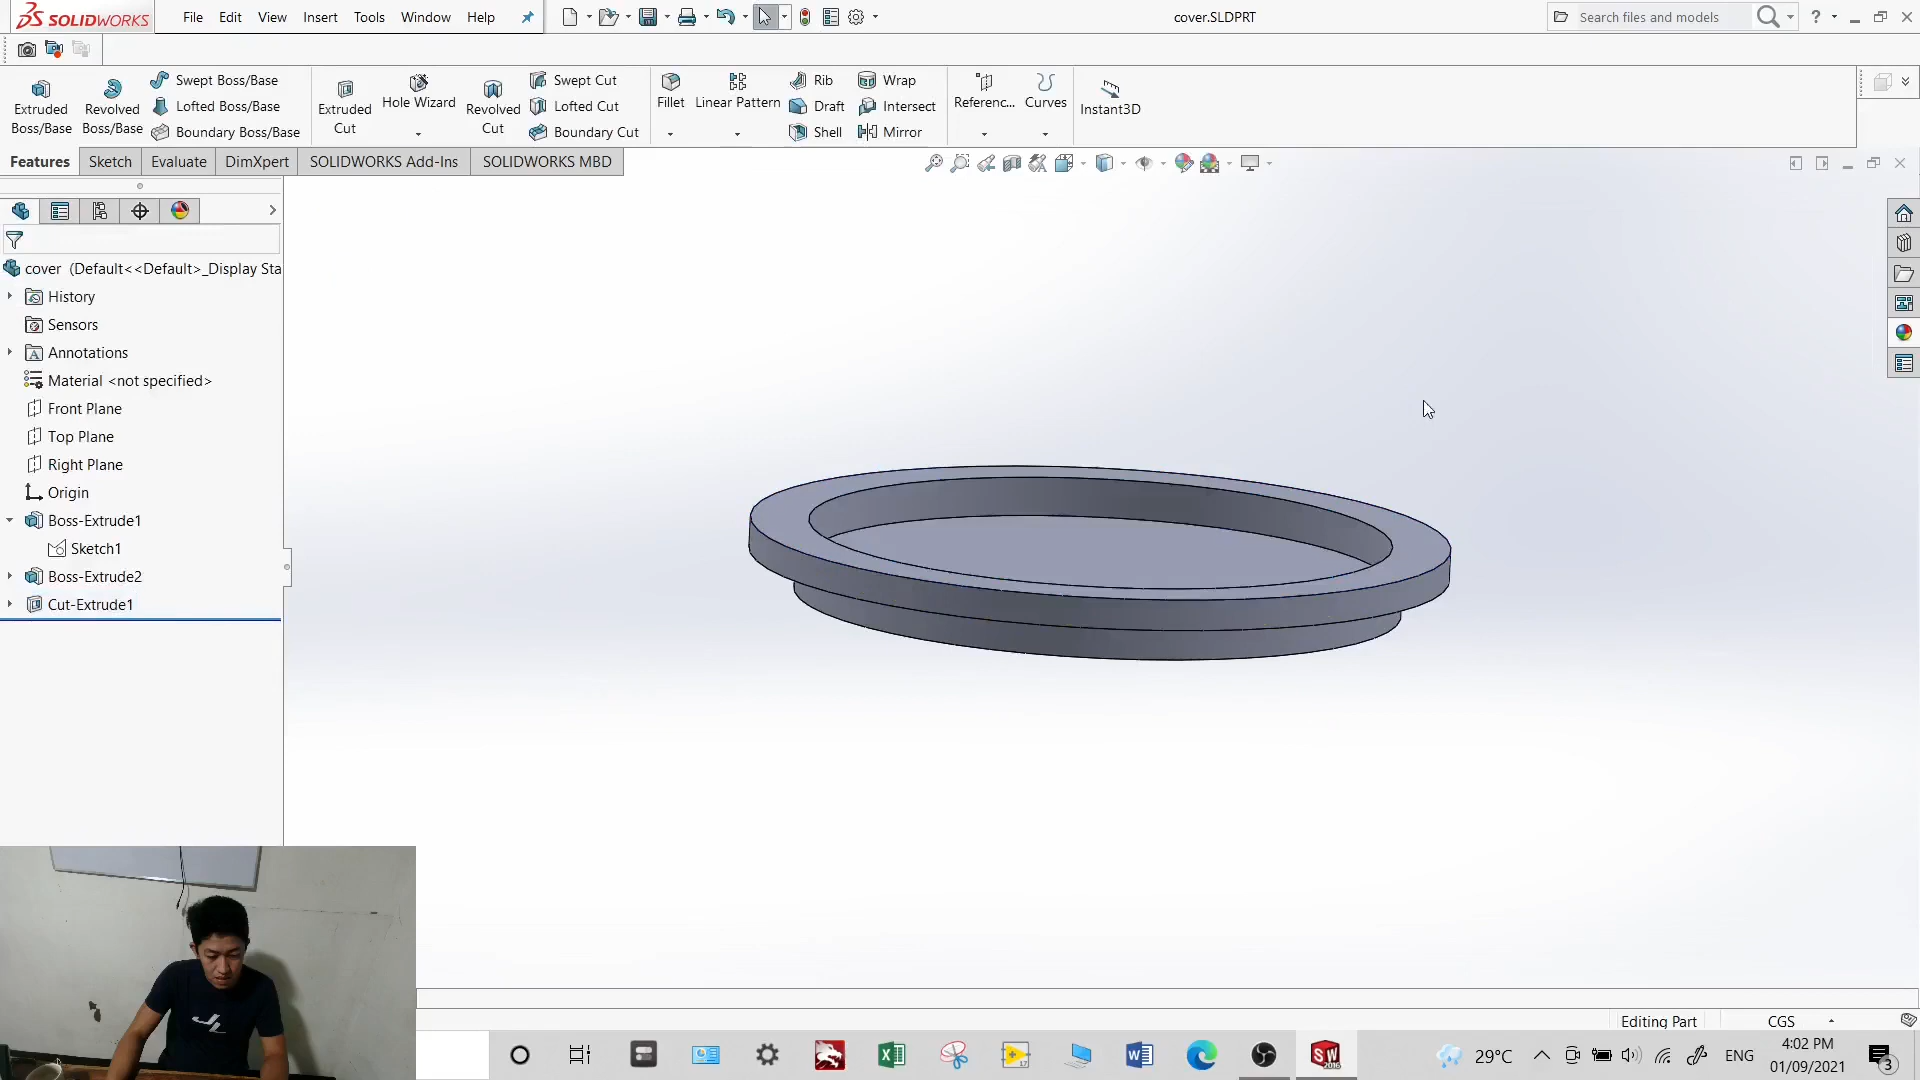 SOLIDWORKS File Edit View Insert Tools Window Help cover.SLDPRT Search files and models ?
Extruded Boss/Base
Revolved Boss/Base
Swept Boss/Base
Lofted Boss/Base
Boundary Boss/Base
Extruded Cut
Hole Wizard
Revolved Cut
Swept Cut
Lofted Cut
Boundary Cut
Fillet
Linear Pattern
Rib
Draft
Shell
Wrap
Intersect
Mirror
Referenc...
Curves
Instant3D
Features Sketch Evaluate DimXpert SOLIDWORKS Add-Ins SOLIDWORKS MBD
cover (Default<<Default>_Display Sta
History
Sensors
A Annotations
Material <not specified>
Front Plane
Top Plane
Right Plane
Origin
Boss-Extrude1
Sketch1
Boss-Extrude2
Cut-Extrude1
Editing Part CGS
SW 2016
29°C ENG
4:02 PM
01/09/2021
3